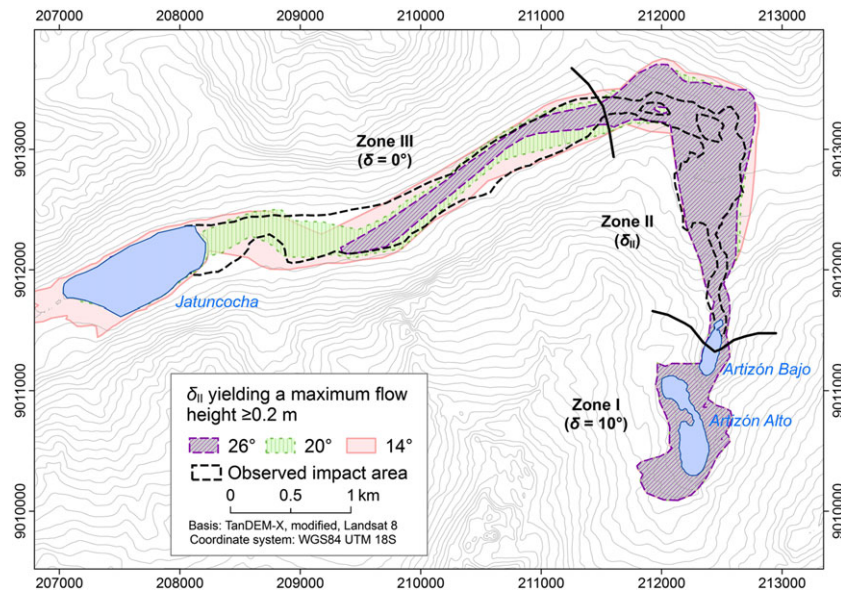 207000 208000 209000 210000 211000 212000 213000
9013000
9012000
9011000
9010000
9013000
9012000
9011000
9010000
Zone III
(δ = 0°)
Zone II
(δII)
Jatuncocha
Artizón Bajo
Zone I
(δ = 10°)
Artizón Alto
δII yielding a maximum flow
height ≥0.2 m
26° 20° 14°
Observed impact area
0 0.5 1 km
Basis: TanDEM-X, modified, Landsat 8
Coordinate system: WGS84 UTM 18S
207000 208000 209000 210000 211000 212000 213000